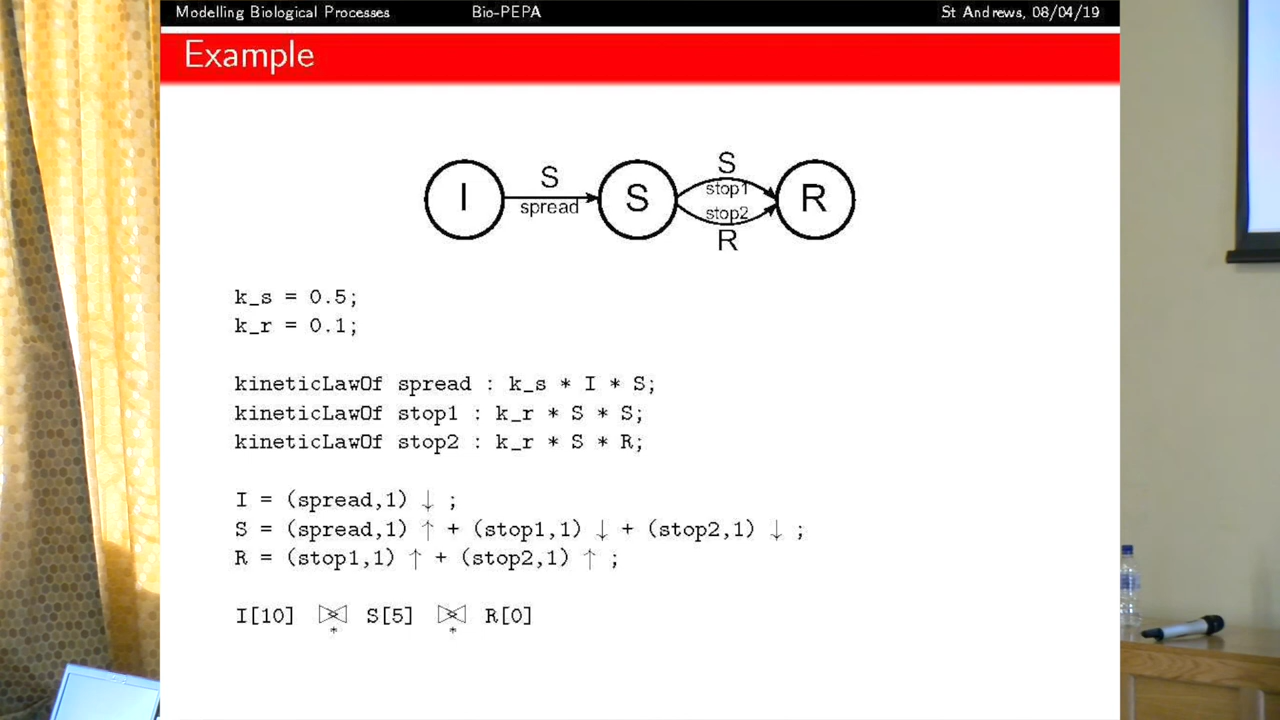 Modelling Biological Processes Bio-PEPA St Andrews, 08/04/19
Example
I S spread S S stop1 stop2 R R
k_s = 0.5;
k_r = 0.1;
kineticLawOf spread : k_s * I * S;
kineticLawOf stop1 : k_r * S * S;
kineticLawOf stop2 : k_r * S * R;
I = (spread,1) ↓ ;
S = (spread,1) ↑ + (stop1,1) ↓ + (stop2,1) ↓ ;
R = (stop1,1) ↑ + (stop2,1) ↑ ;
I[10] ⋈* S[5] ⋈* R[0]